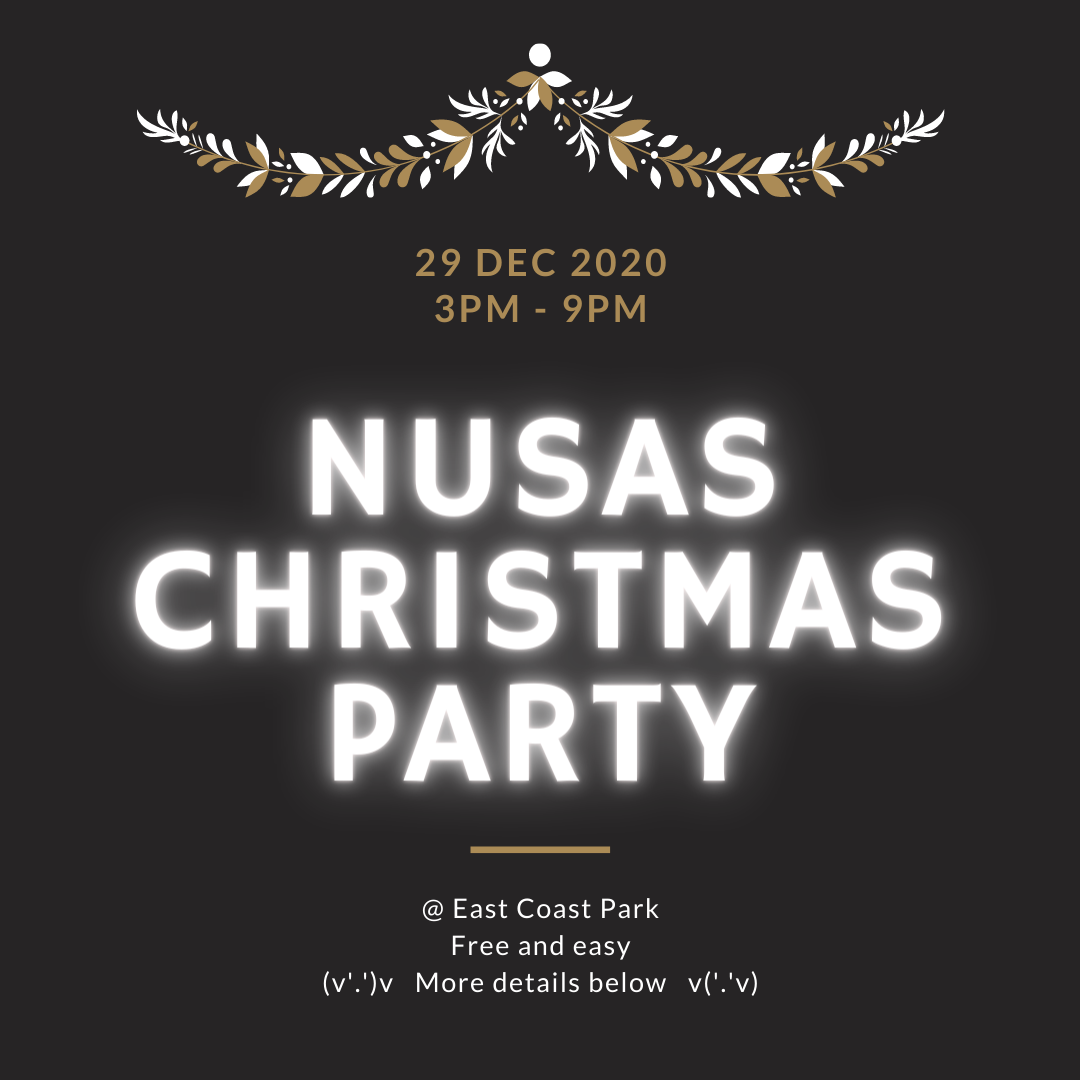 29 DEC 2020
3PM - 9PM
NUSAS
CHRISTMAS
PARTY
@ East Coast Park
Free and easy
(v'.')v   More details below   v('.'v)